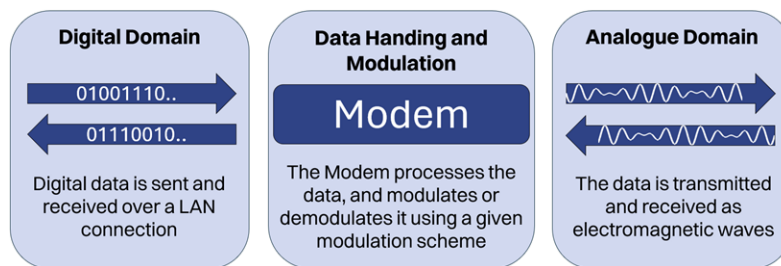 Digital Domain
01001110..
01110010..
Digital data is sent and
received over a LAN
connection
Data Handing and
Modulation
Modem
The Modem processes the
data, and modulates or
demodulates it using a given
modulation scheme
Analogue Domain
The data is transmitted
and received as
electromagnetic waves